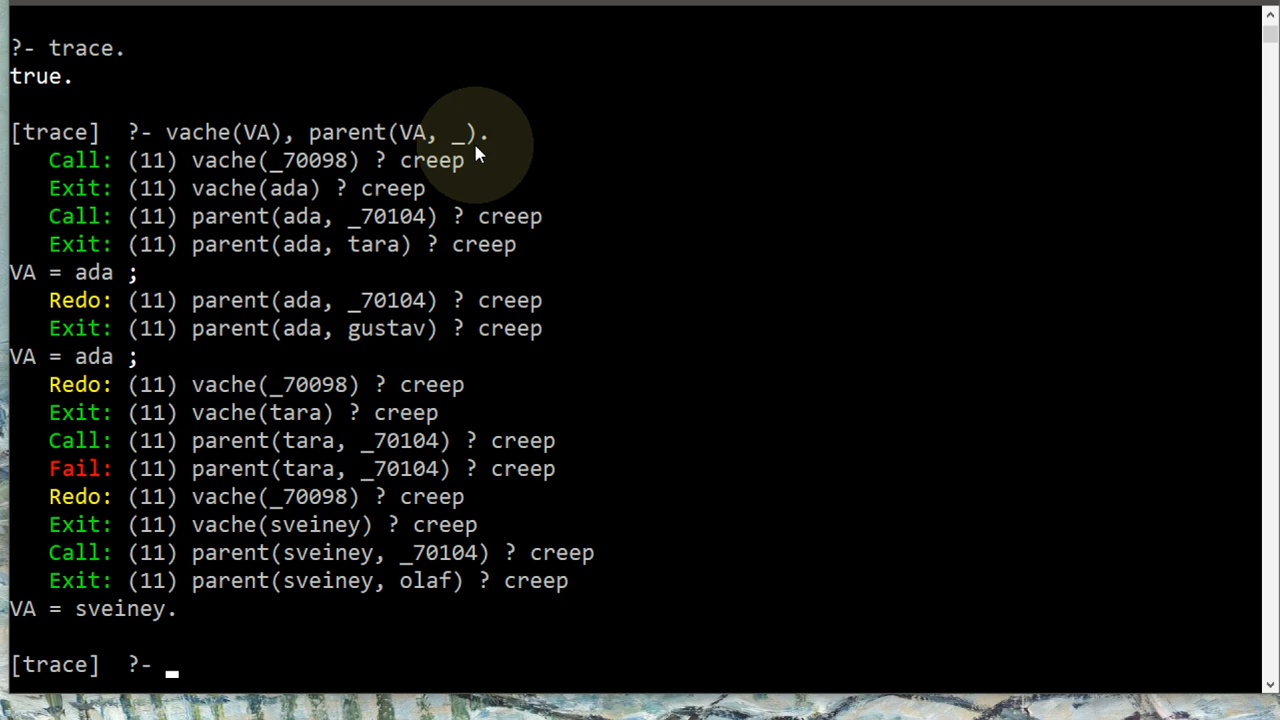 ?- trace.
true.
[trace]  ?- vache(VA), parent(VA, _).
   Call: (11) vache(_70098) ? creep
   Exit: (11) vache(ada) ? creep
   Call: (11) parent(ada, _70104) ? creep
   Exit: (11) parent(ada, tara) ? creep
VA = ada ;
   Redo: (11) parent(ada, _70104) ? creep
   Exit: (11) parent(ada, gustav) ? creep
VA = ada ;
   Redo: (11) vache(_70098) ? creep
   Exit: (11) vache(tara) ? creep
   Call: (11) parent(tara, _70104) ? creep
   Fail: (11) parent(tara, _70104) ? creep
   Redo: (11) vache(_70098) ? creep
   Exit: (11) vache(sveiney) ? creep
   Call: (11) parent(sveiney, _70104) ? creep
   Exit: (11) parent(sveiney, olaf) ? creep
VA = sveiney.
[trace]  ?-